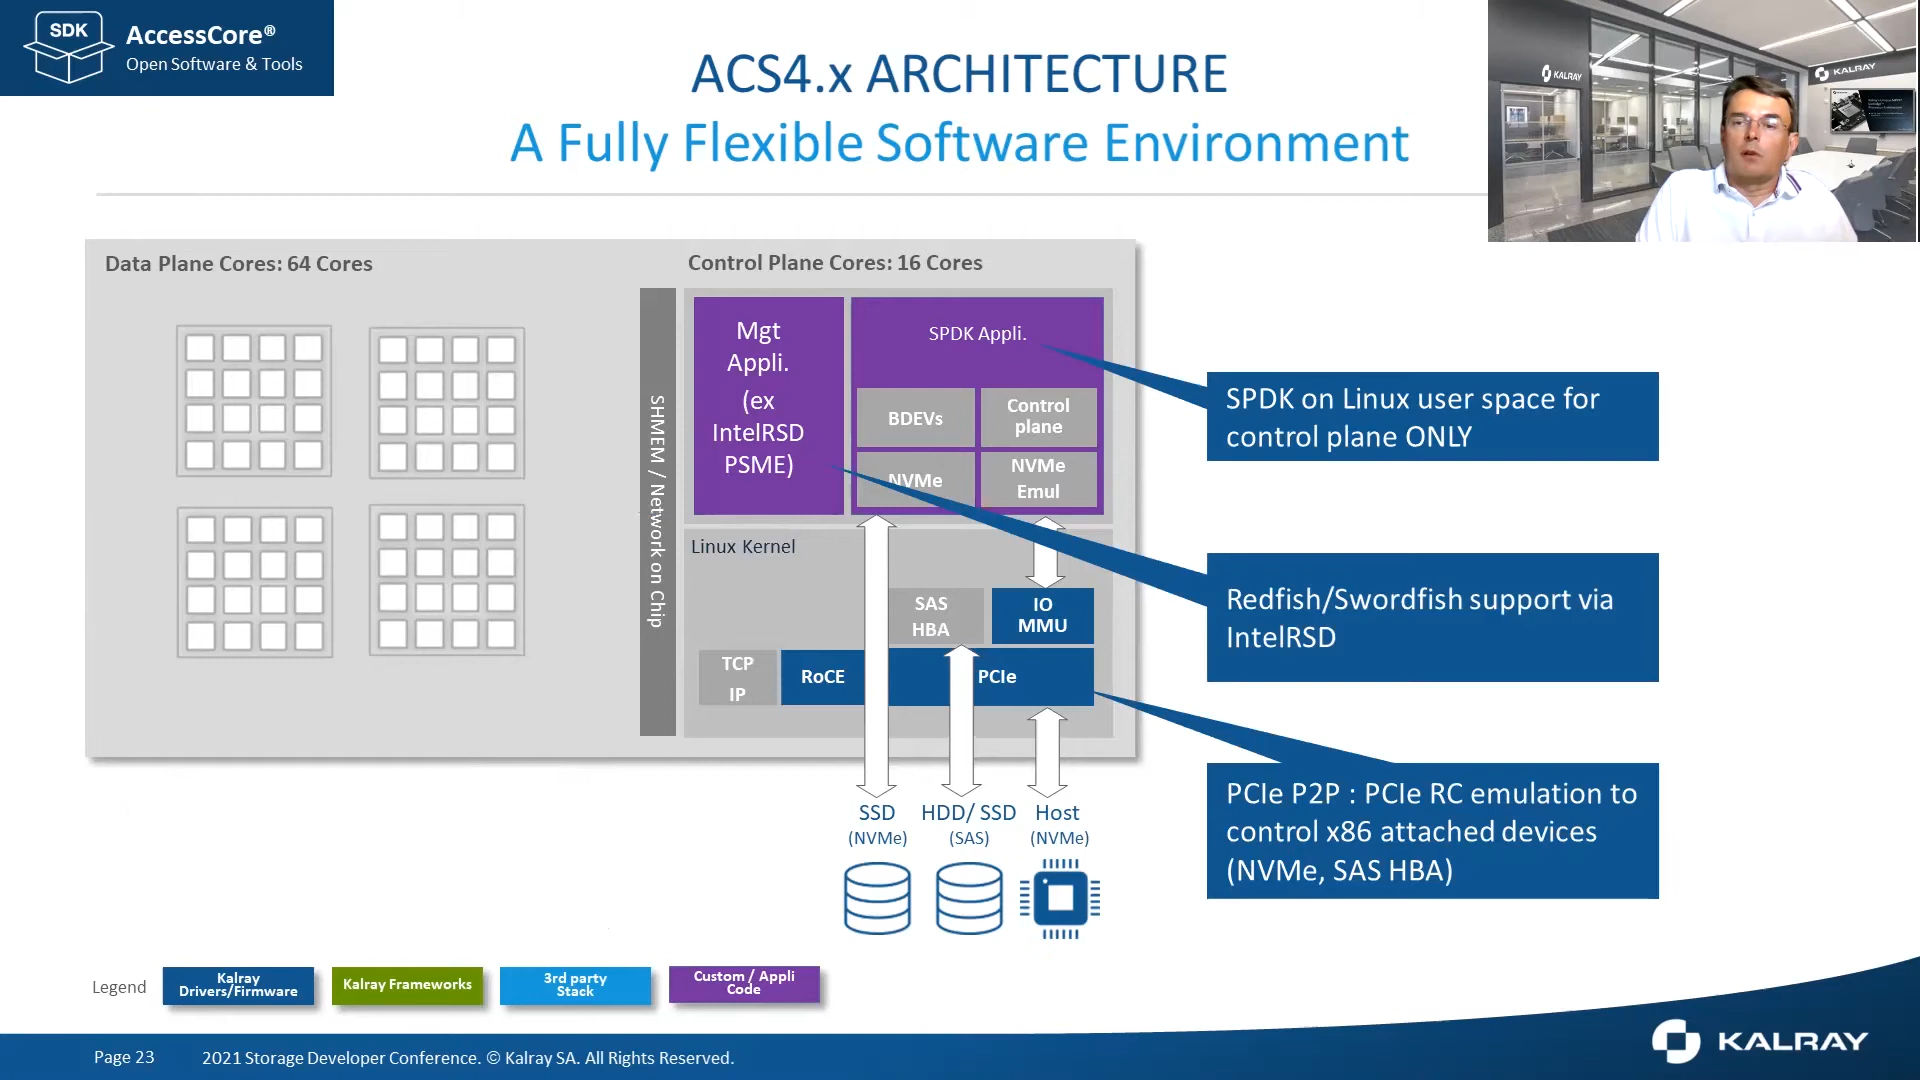 SDK
AccessCore®
Open Software & Tools
ACS4.x ARCHITECTURE
A Fully Flexible Software Environment
KALRAY
KALRAY
Data Plane Cores: 64 Cores
Control Plane Cores: 16 Cores
SHMEM / Network on Chip
Mgt
Appli.
(ex
IntelRSD
PSME)
SPDK Appli.
BDEVs
Control
plane
NVMe
NVMe
Emul
Linux Kernel
SAS
HBA
IO
MMU
TCP
IP
RoCE
PCIe
SPDK on Linux user space for
control plane ONLY
Redfish/Swordfish support via
IntelRSD
PCIe P2P : PCIe RC emulation to
control x86 attached devices
(NVMe, SAS HBA)
SSD
(NVMe)
HDD/ SSD
(SAS)
Host
(NVMe)
Legend
Kalray
Drivers/Firmware
Kalray Frameworks
3rd party
Stack
Custom / Appli
Code
Page 23
2021 Storage Developer Conference. © Kalray SA. All Rights Reserved.
KALRAY